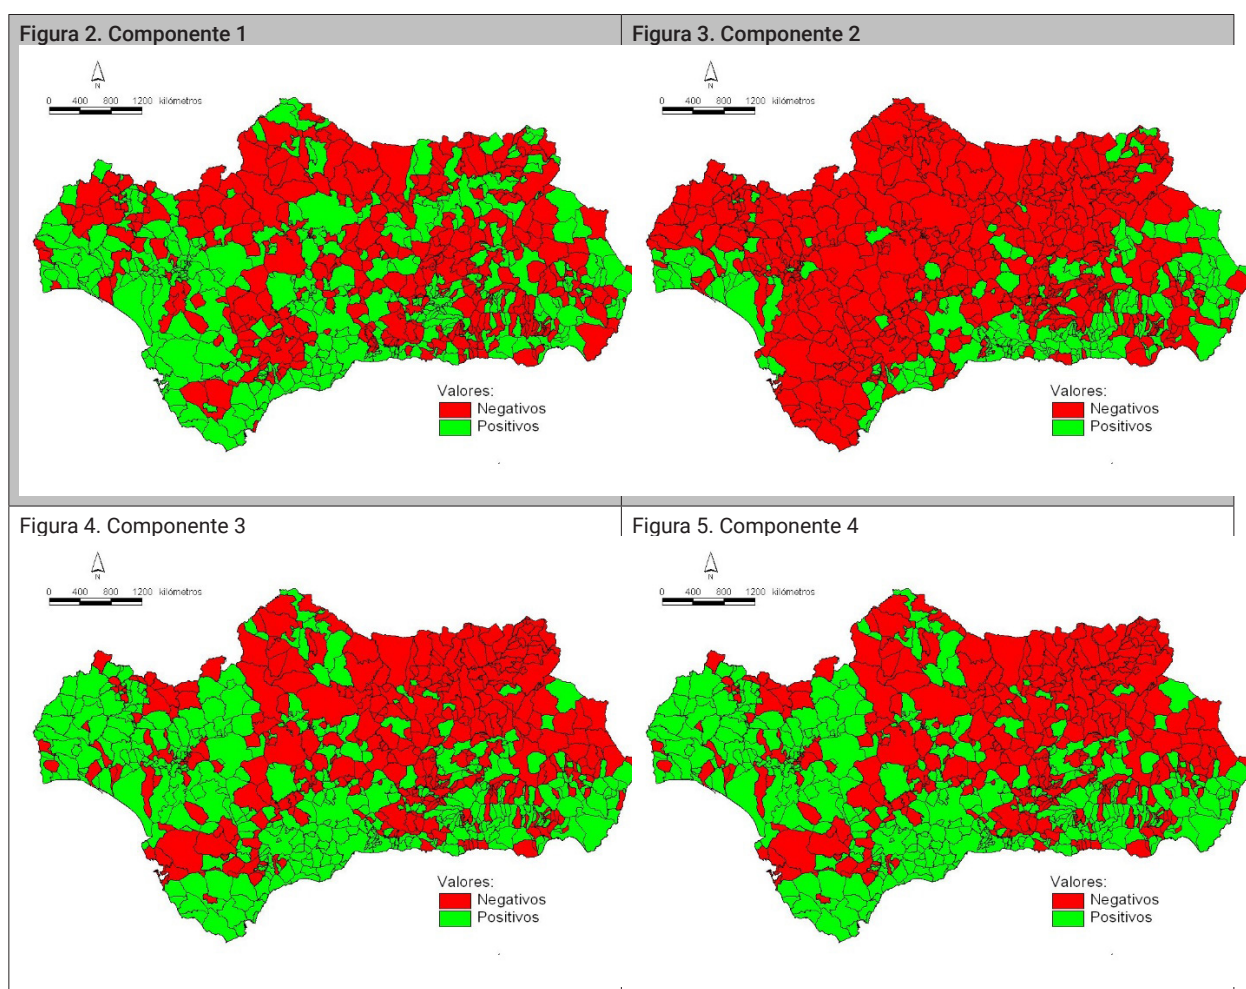 Figura 2. Componente 1
N
0 400 800 1200 kilómetros
Valores:
Negativos
Positivos
Figura 3. Componente 2
N
0 400 800 1200 kilómetros
Valores:
Negativos
Positivos
Figura 4. Componente 3
N
0 400 800 1200 kilómetros
Valores:
Negativos
Positivos
Figura 5. Componente 4
N
0 400 800 1200 kilómetros
Valores:
Negativos
Positivos